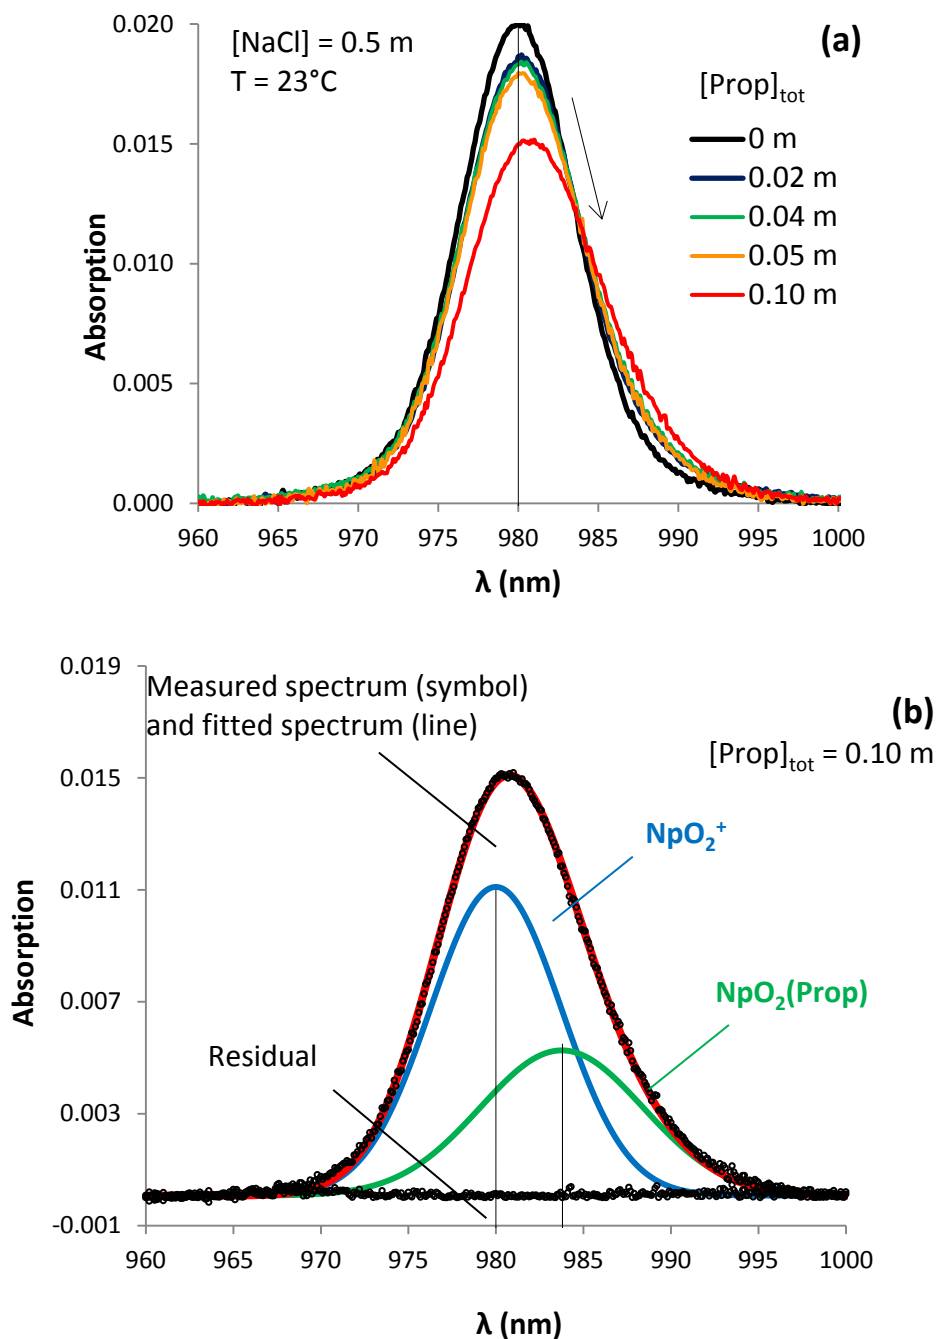 (a)
[NaCl] = 0.5 m
T = 23°C
[Prop]tot
0 m
0.02 m
0.04 m
0.05 m
0.10 m
Absorption
0.020
0.015
0.010
0.005
0.000
960 965 970 975 980 985 990 995 1000
λ (nm)
(b)
Measured spectrum (symbol)
and fitted spectrum (line)
[Prop]tot = 0.10 m
NpO2+
NpO2(Prop)
Residual
Absorption
0.019
0.015
0.011
0.007
0.003
-0.001
960 965 970 975 980 985 990 995 1000
λ (nm)